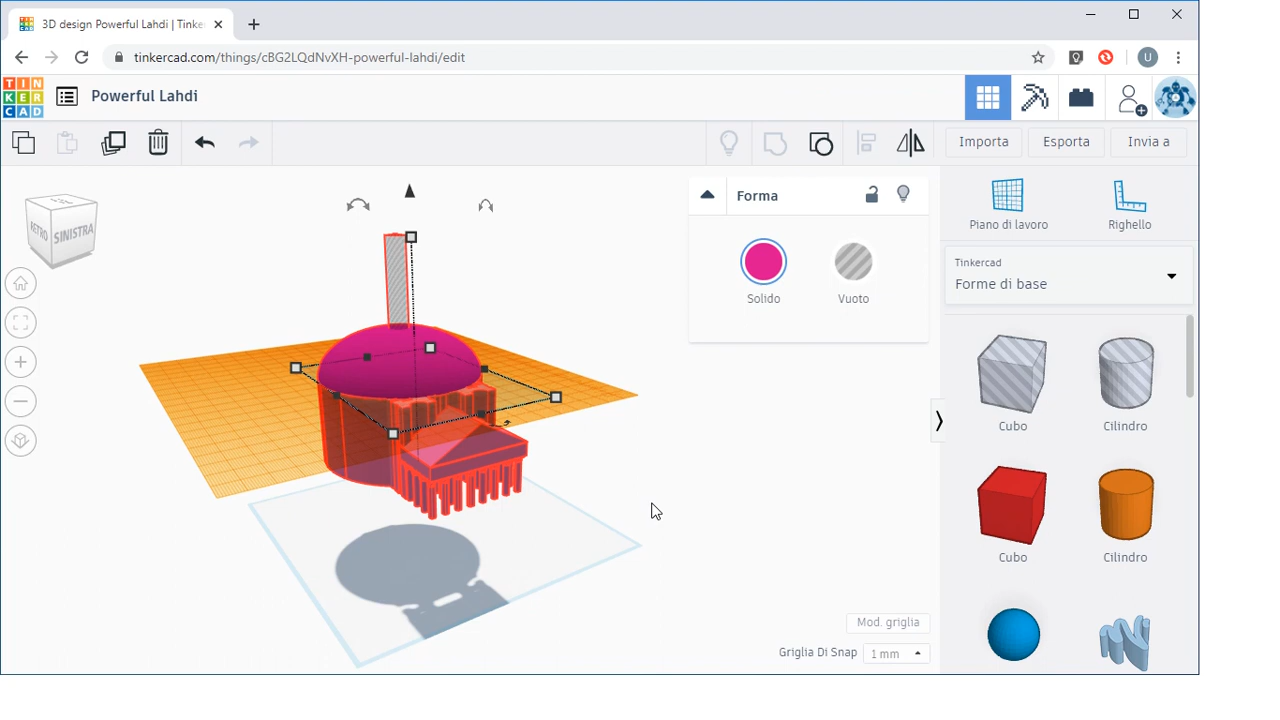 3D design Powerful Lahdi | Tinke
tinkercad.com/things/cBG2LQdNvXH-powerful-lahdi/edit
U
TIN
KER
CAD
Powerful Lahdi
Importa
Esporta
Invia a
RETRO
SINISTRA
Forma
Solido
Vuoto
Piano di lavoro
Righello
Tinkercad
Forme di base
Cubo
Cilindro
Cubo
Cilindro
Mod. griglia
Griglia Di Snap
1 mm